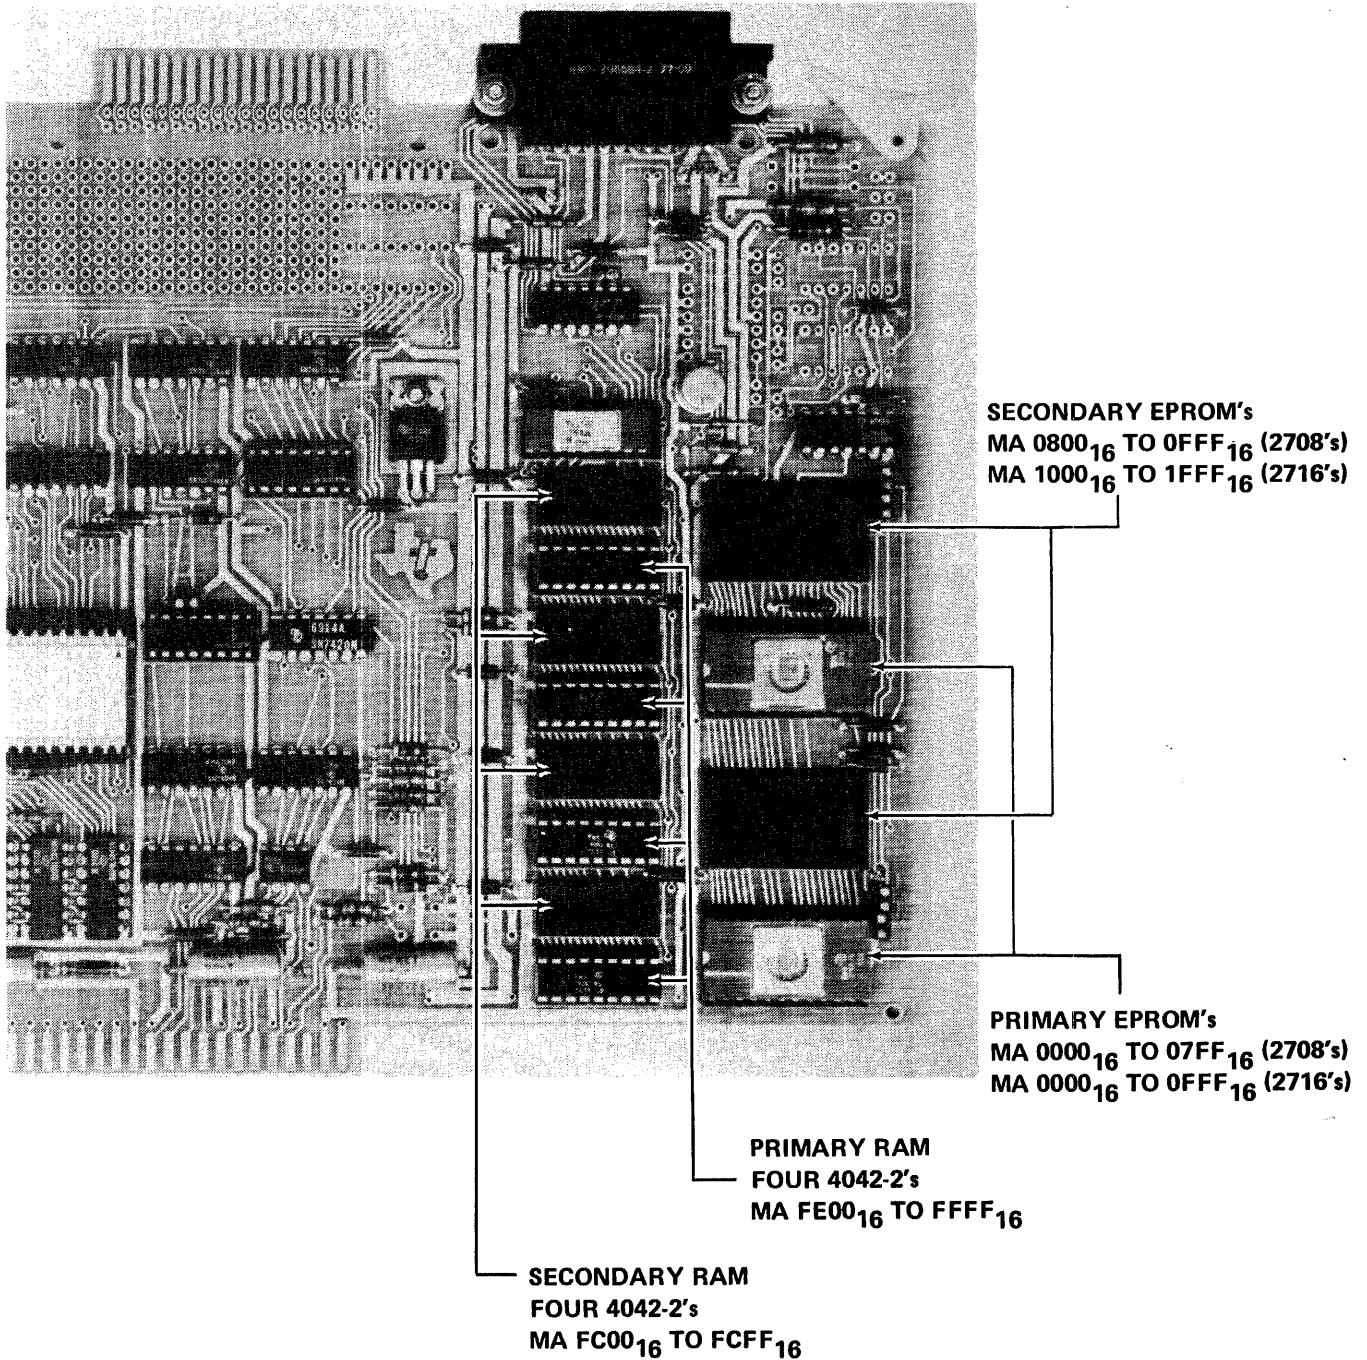 SECONDARY EPROM's
MA 0800₁₆ TO 0FFF₁₆ (2708's)
MA 1000₁₆ TO 1FFF₁₆ (2716's)
PRIMARY EPROM's
MA 0000₁₆ TO 07FF₁₆ (2708's)
MA 0000₁₆ TO 0FFF₁₆ (2716's)
PRIMARY RAM
FOUR 4042-2's
MA FE00₁₆ TO FFFF₁₆
SECONDARY RAM
FOUR 4042-2's
MA FC00₁₆ TO FCFF₁₆